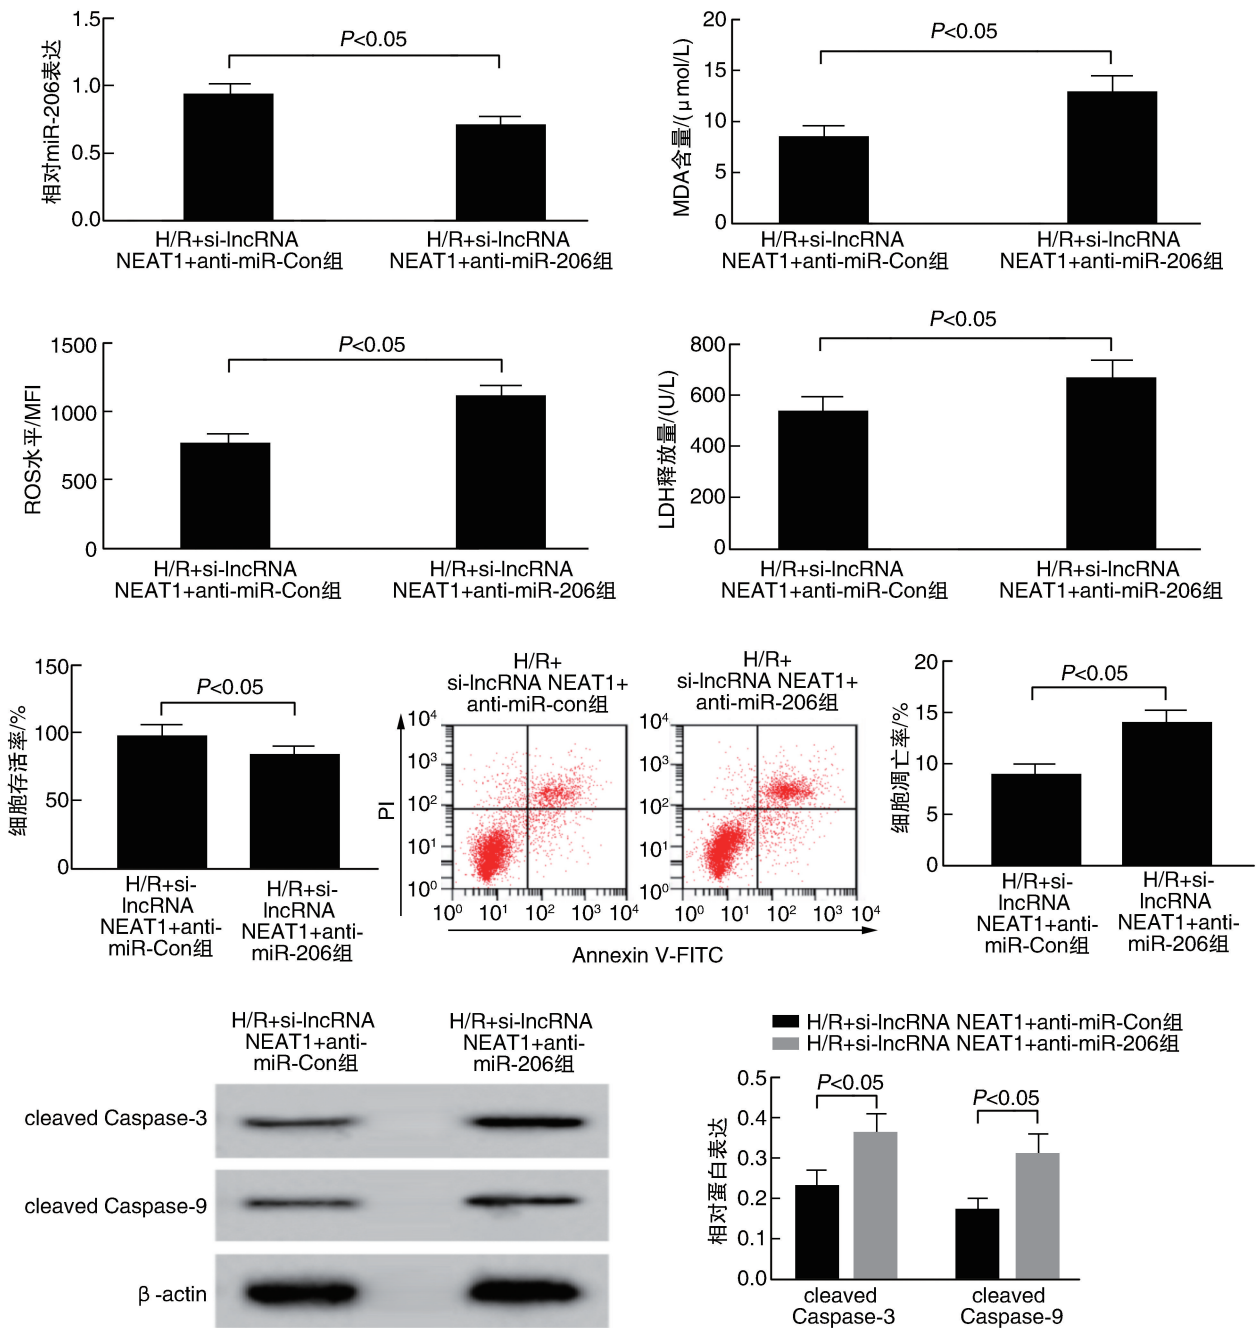 P<0.05
1.5
1.0
0.5
0.0
相对miR-206表达
H/R+si-lncRNA
NEAT1+anti-miR-Con组
H/R+si-lncRNA
NEAT1+anti-miR-206组
P<0.05
20
15
10
5
0
MDA含量/(μmol/L)
H/R+si-lncRNA
NEAT1+anti-miR-Con组
H/R+si-lncRNA
NEAT1+anti-miR-206组
P<0.05
1500
1000
500
0
ROS水平/MFI
H/R+si-lncRNA
NEAT1+anti-miR-Con组
H/R+si-lncRNA
NEAT1+anti-miR-206组
P<0.05
800
600
400
200
0
LDH释放量/(U/L)
H/R+si-lncRNA
NEAT1+anti-miR-Con组
H/R+si-lncRNA
NEAT1+anti-miR-206组
P<0.05
150
100
50
0
细胞存活率/%
H/R+si-
lncRNA
NEAT1+anti-
miR-Con组
H/R+si-
lncRNA
NEAT1+anti-
miR-206组
H/R+
si-lncRNA NEAT1+
anti-miR-con组
10⁴
10³
10²
10¹
10⁰
PI
10⁰ 10¹ 10² 10³ 10⁴
H/R+
si-lncRNA NEAT1+
anti-miR-206组
10⁴
10³
10²
10¹
10⁰
10⁰ 10¹ 10² 10³ 10⁴
Annexin V-FITC
P<0.05
20
15
10
5
0
细胞凋亡率/%
H/R+si-
lncRNA
NEAT1+anti-
miR-Con组
H/R+si-
lncRNA
NEAT1+anti-
miR-206组
H/R+si-lncRNA
NEAT1+anti-
miR-Con组
H/R+si-lncRNA
NEAT1+anti-
miR-206组
cleaved Caspase-3
cleaved Caspase-9
β-actin
H/R+si-lncRNA NEAT1+anti-miR-Con组
H/R+si-lncRNA NEAT1+anti-miR-206组
P<0.05
P<0.05
0.5
0.4
0.3
0.2
0.1
0.0
相对蛋白表达
cleaved
Caspase-3
cleaved
Caspase-9